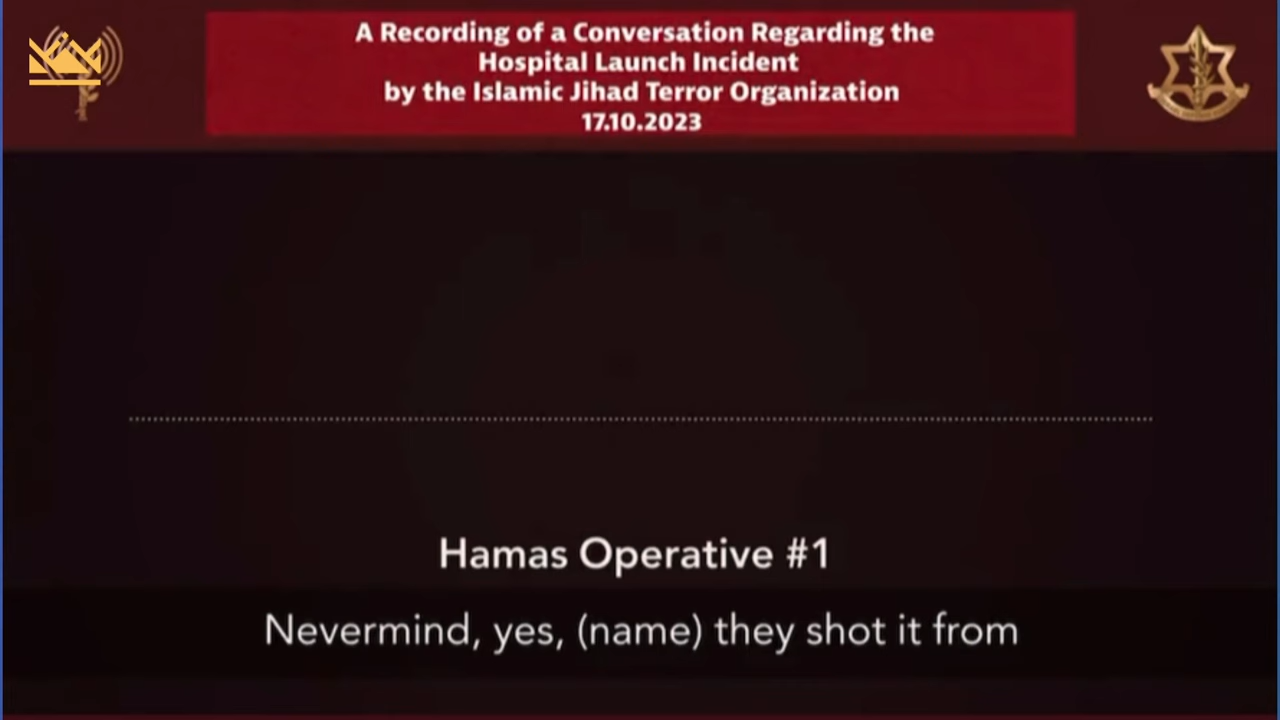 A Recording of a Conversation Regarding the
Hospital Launch Incident
by the Islamic Jihad Terror Organization
17.10.2023
Hamas Operative #1
Nevermind, yes, (name) they shot it from